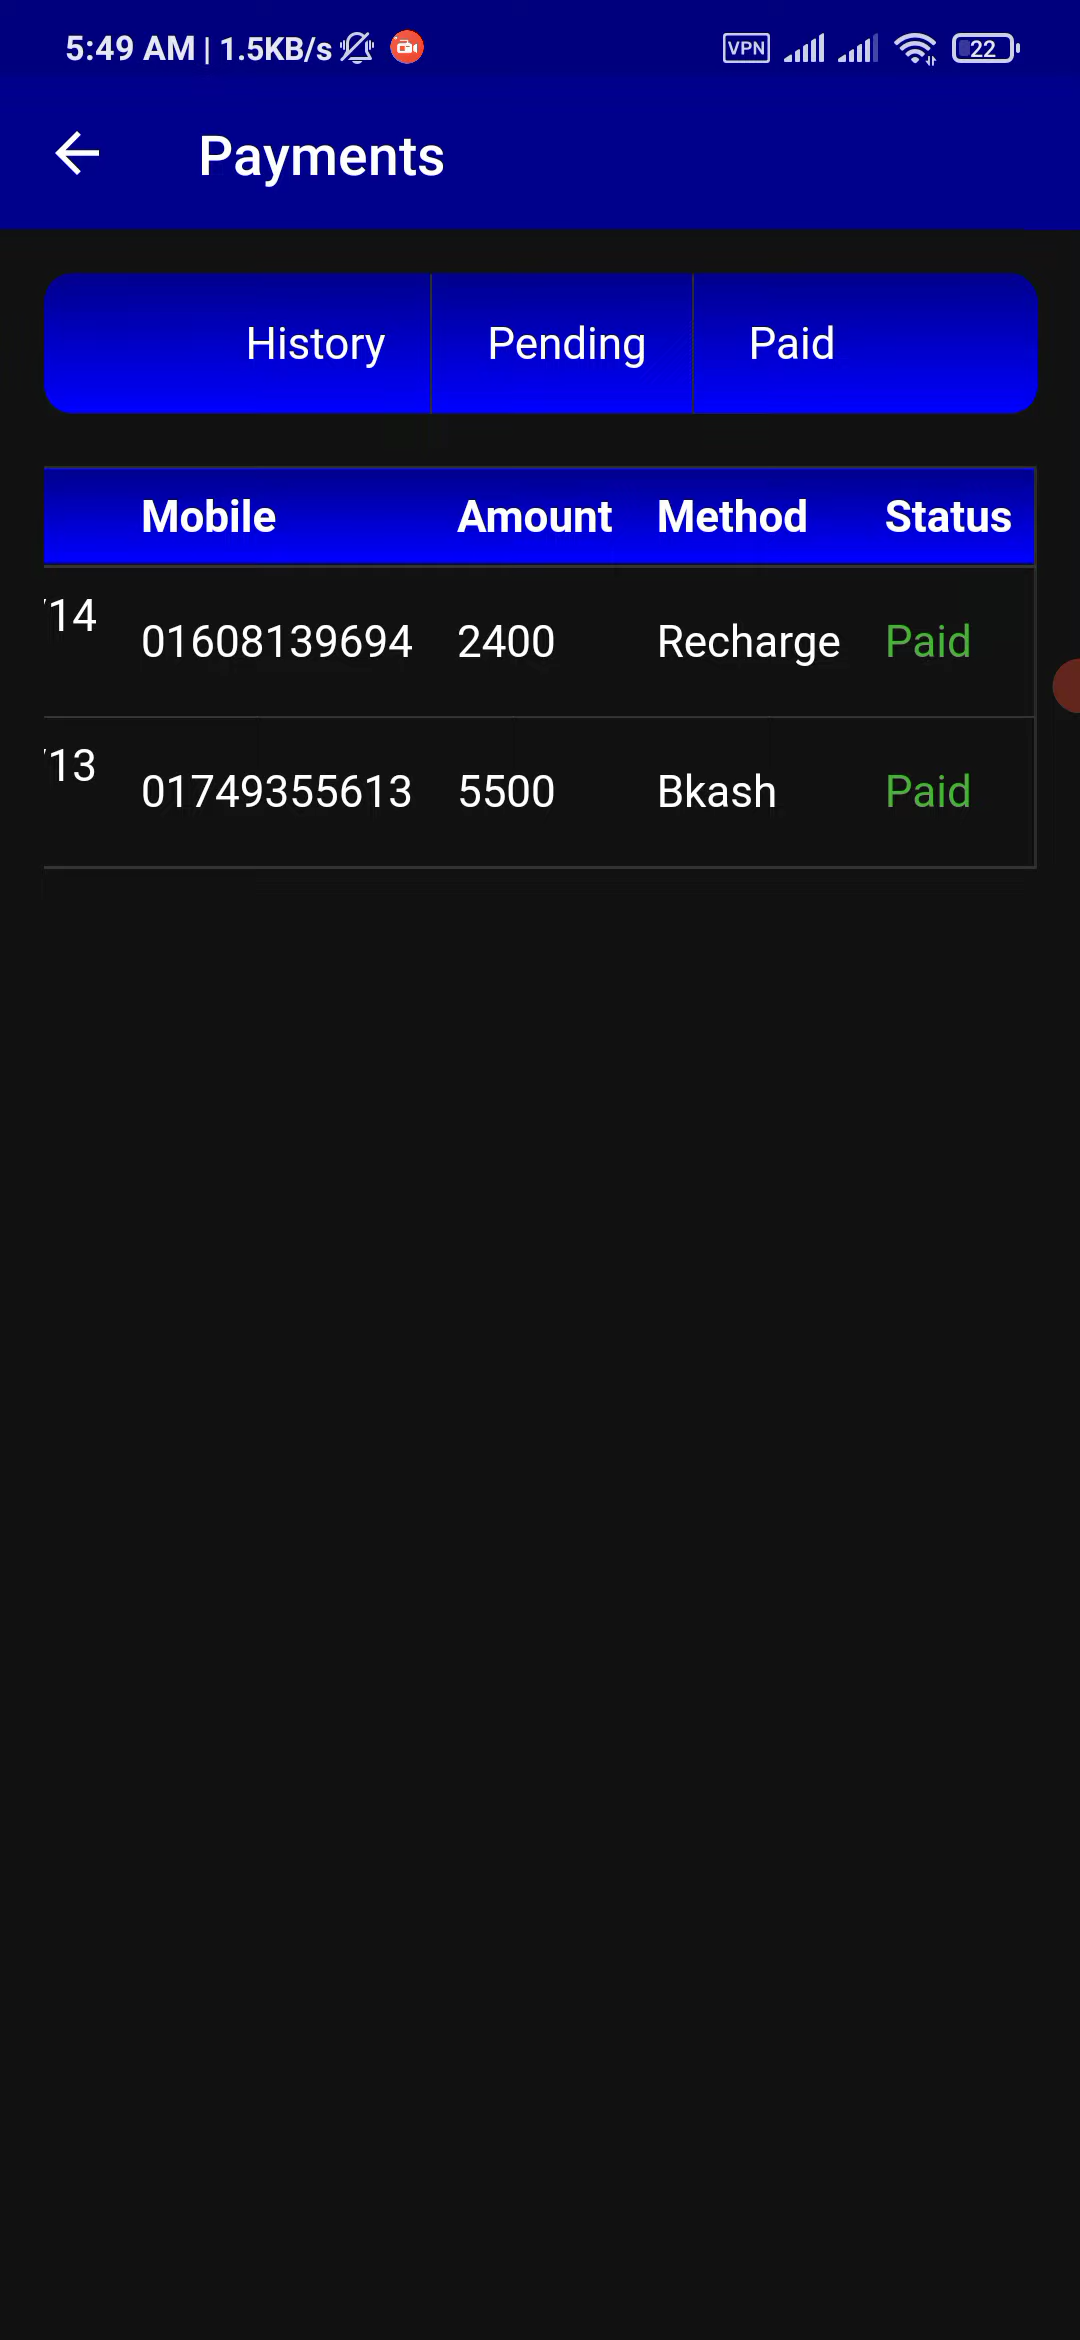 5:49 AM | 1.5KB/s VPN 22
Payments
History Pending Paid
Mobile Amount Method Status
/14 01608139694 2400 Recharge Paid
/13 01749355613 5500 Bkash Paid